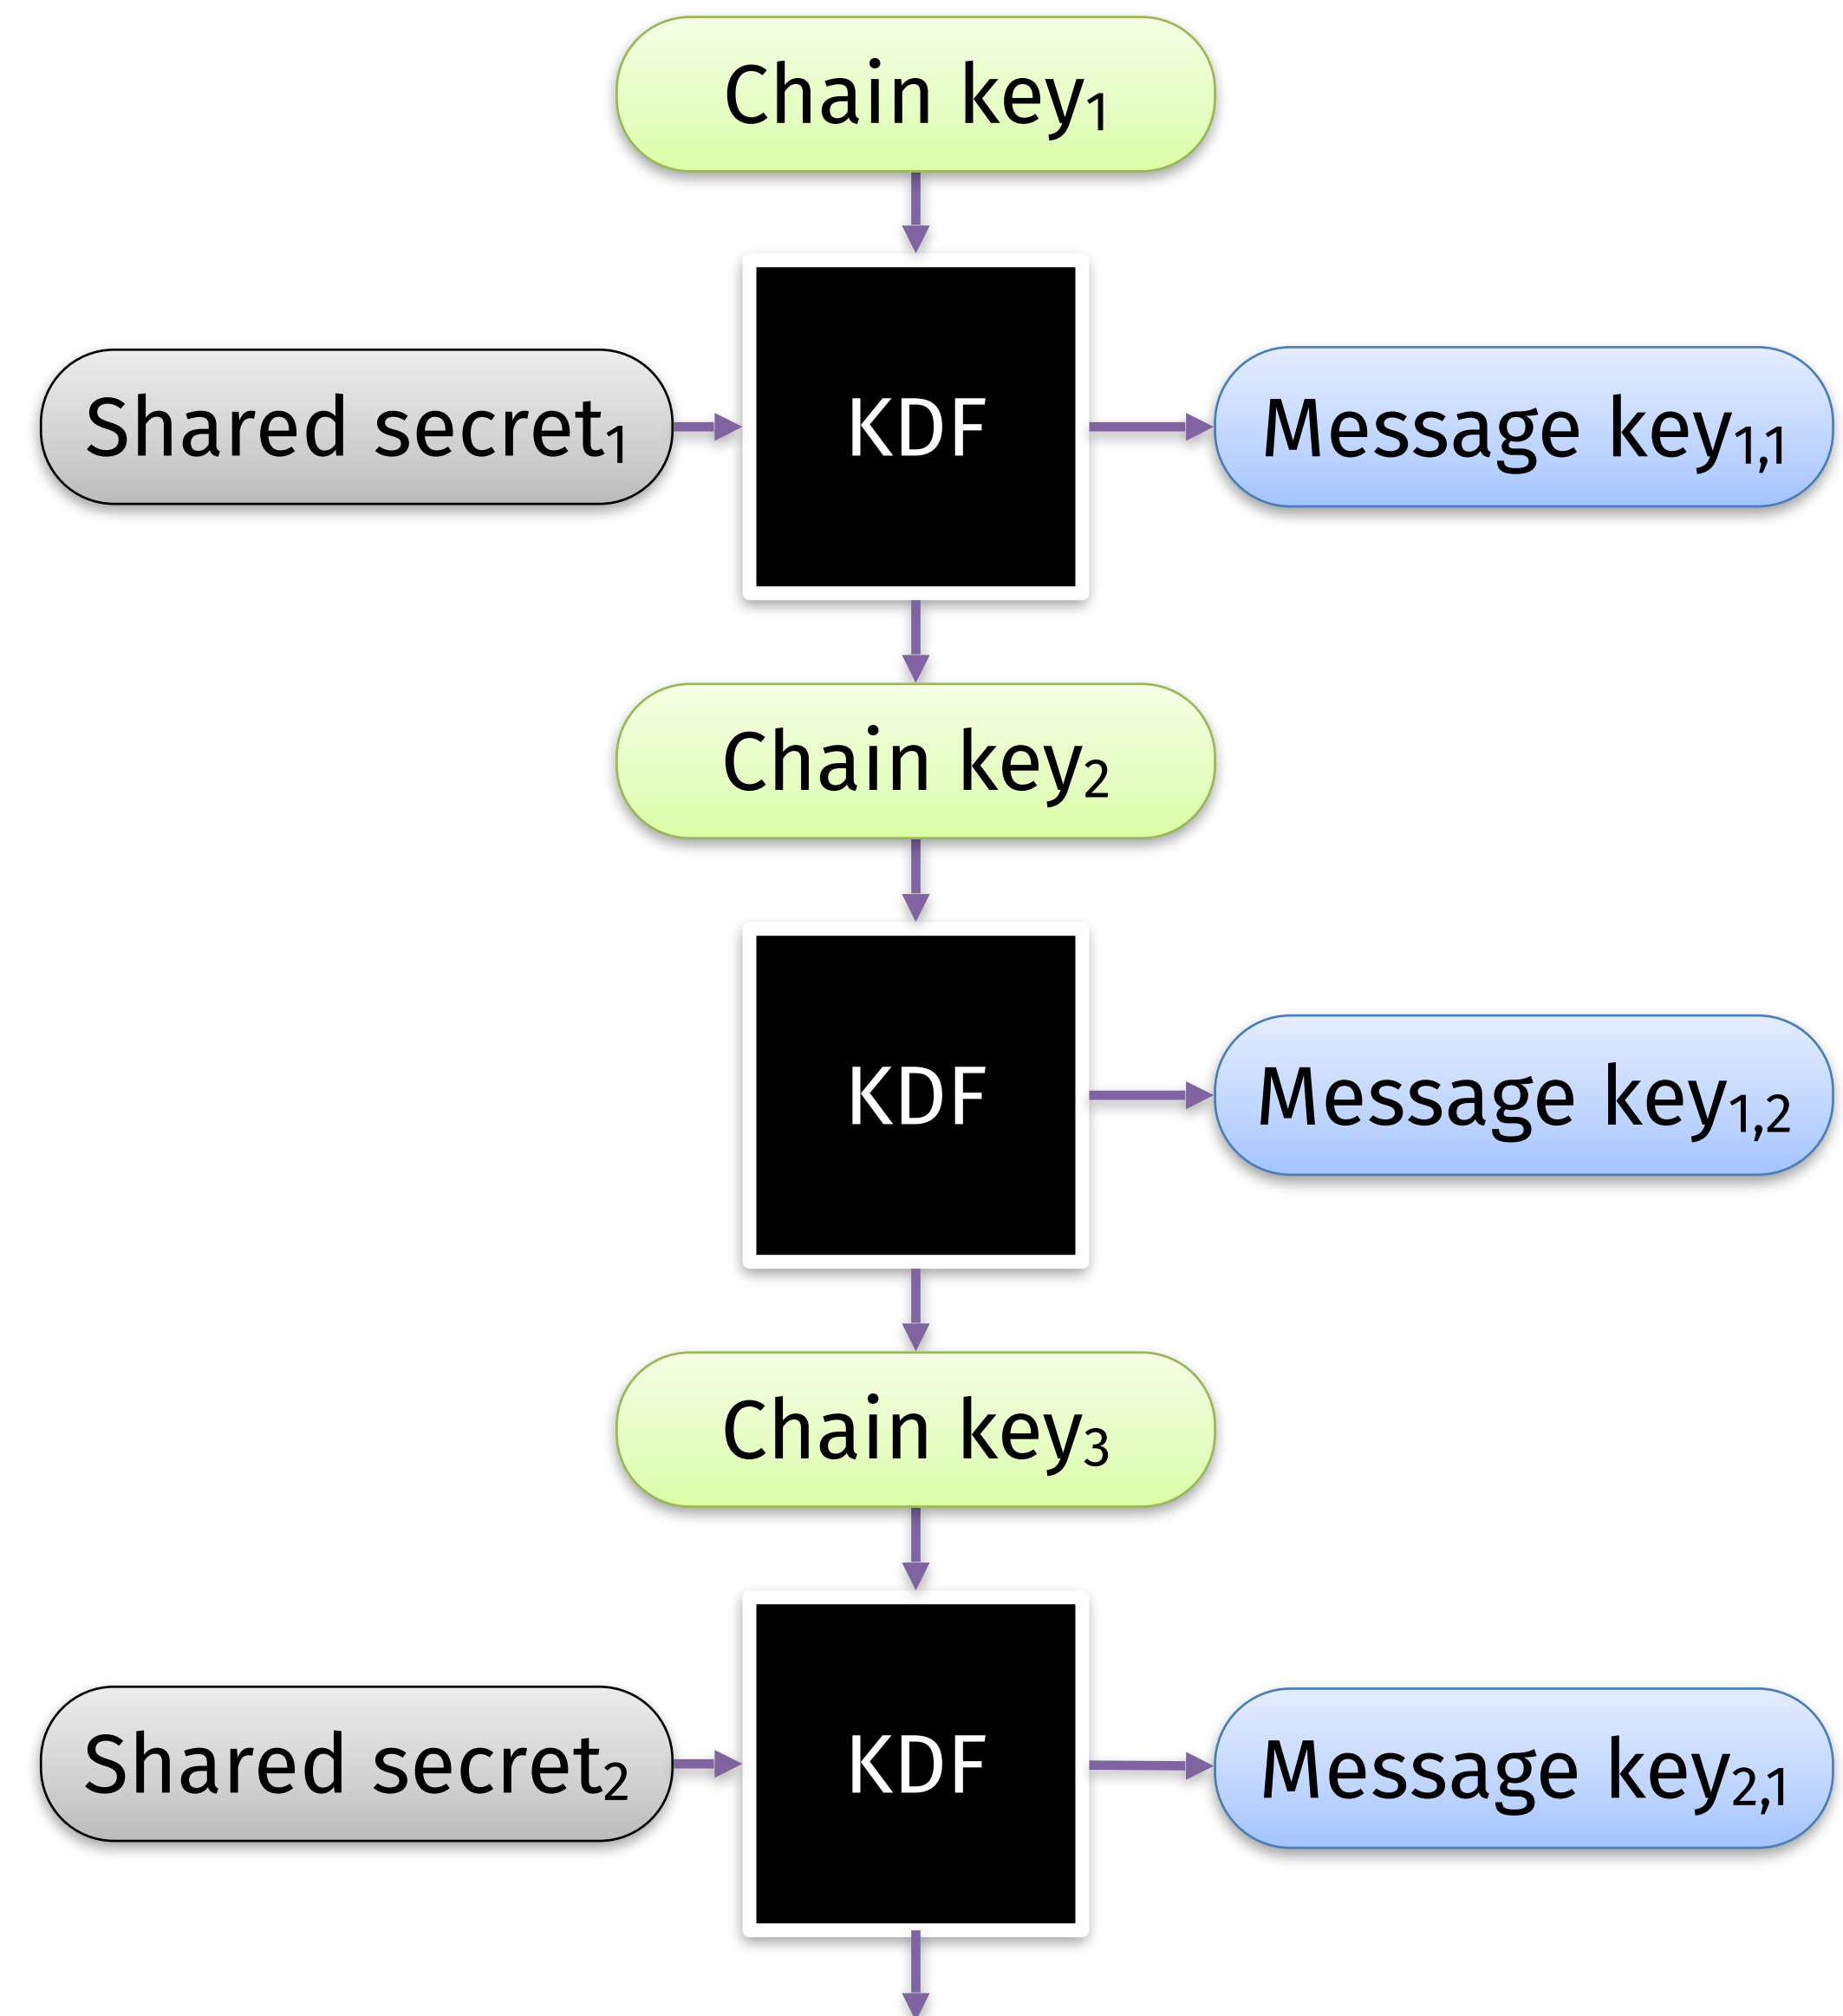 Chain key₁
Shared secret₁
KDF
Message key₁,₁
Chain key₂
KDF
Message key₁,₂
Chain key₃
Shared secret₂
KDF
Message key₂,₁